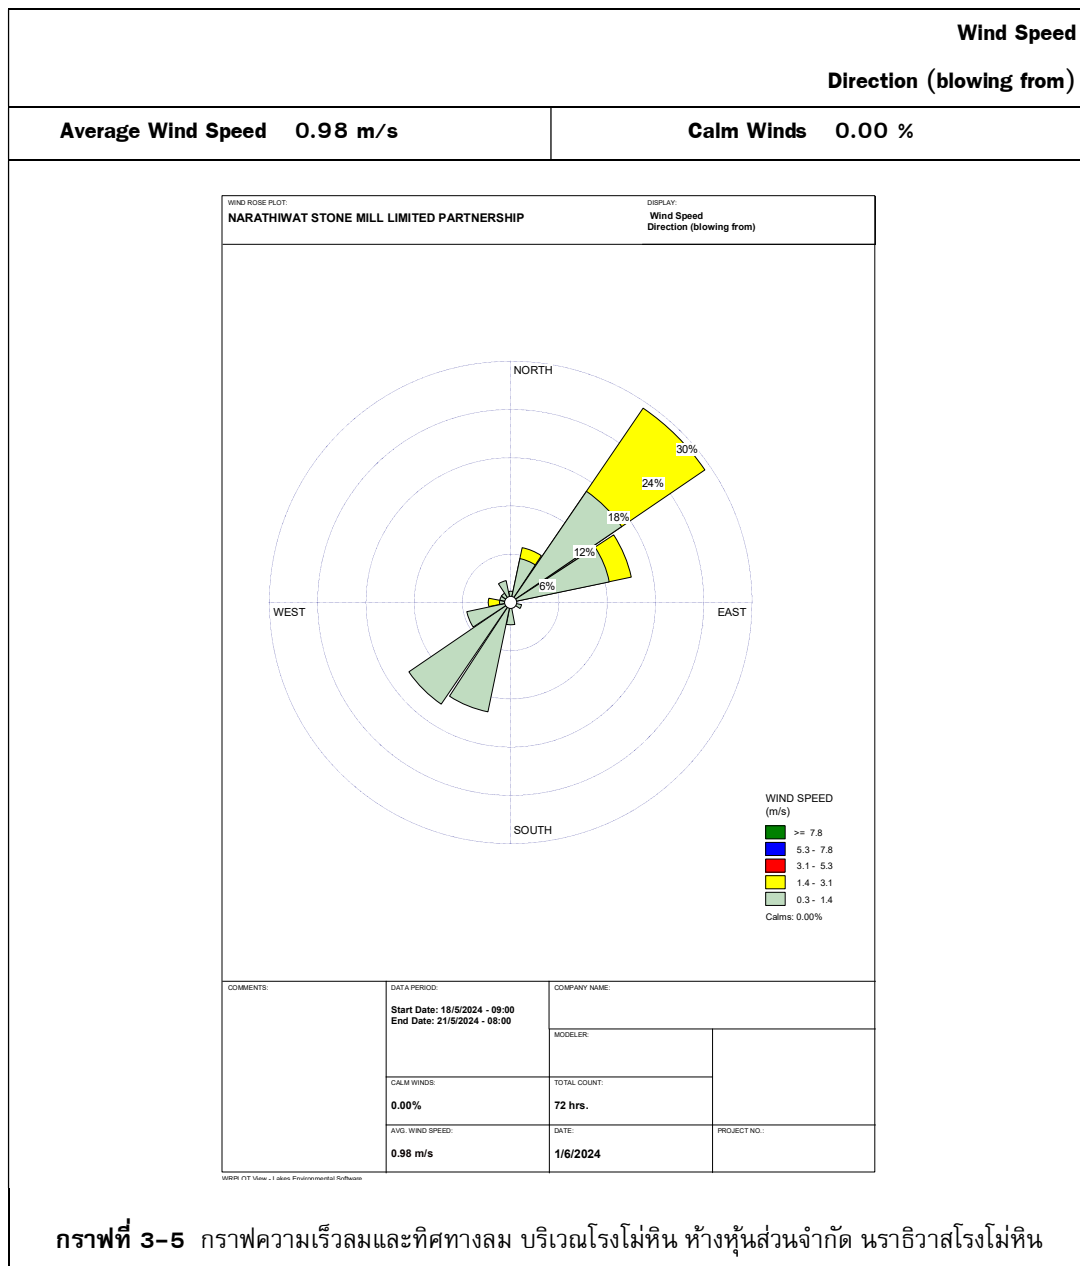 Wind Speed
Direction (blowing from)
Average Wind Speed 0.98 m/s
Calm Winds 0.00 %
WIND ROSE PLOT:
NARATHIWAT STONE MILL LIMITED PARTNERSHIP
DISPLAY:
Wind Speed
Direction (blowing from)
NORTH
30%
24%
18%
12%
6%
WEST
EAST
SOUTH
WIND SPEED
(m/s)
>= 7.8
5.3 - 7.8
3.1 - 5.3
1.4 - 3.1
0.3 - 1.4
Calms: 0.00%
COMMENTS:
DATA PERIOD:
Start Date: 18/5/2024 - 09:00
End Date: 21/5/2024 - 08:00
COMPANY NAME:
MODELER:
CALM WINDS:
0.00%
TOTAL COUNT:
72 hrs.
AVG. WIND SPEED:
0.98 m/s
DATE:
1/6/2024
PROJECT NO.:
WRPLOT View - Lakes Environmental Software
กราฟที่ 3-5 กราฟความเร็วลมและทิศทางลม บริเวณโรงโม่หิน ห้างหุ้นส่วนจำกัด นราธิวาสโรงโม่หิน